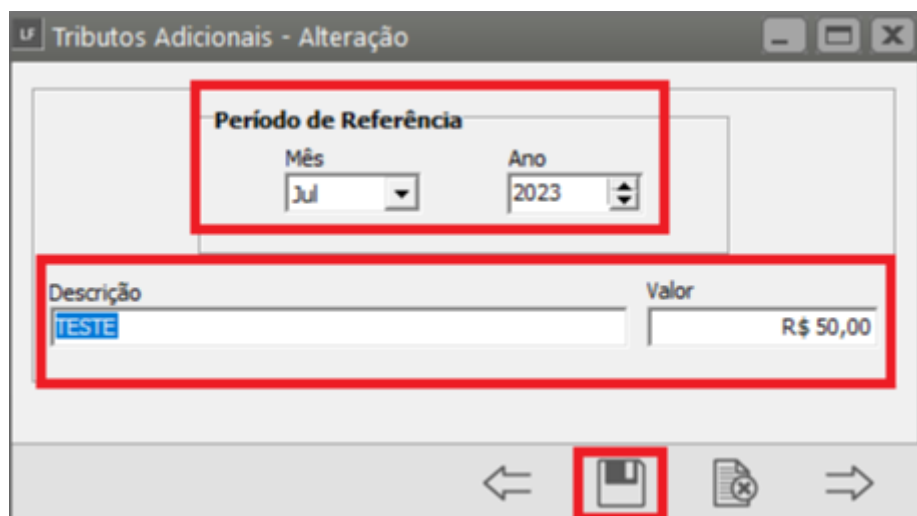 LF Tributos Adicionais - Alteração
Período de Referência
Mês Ano
Jul 2023
Descrição Valor
TESTE R$ 50,00